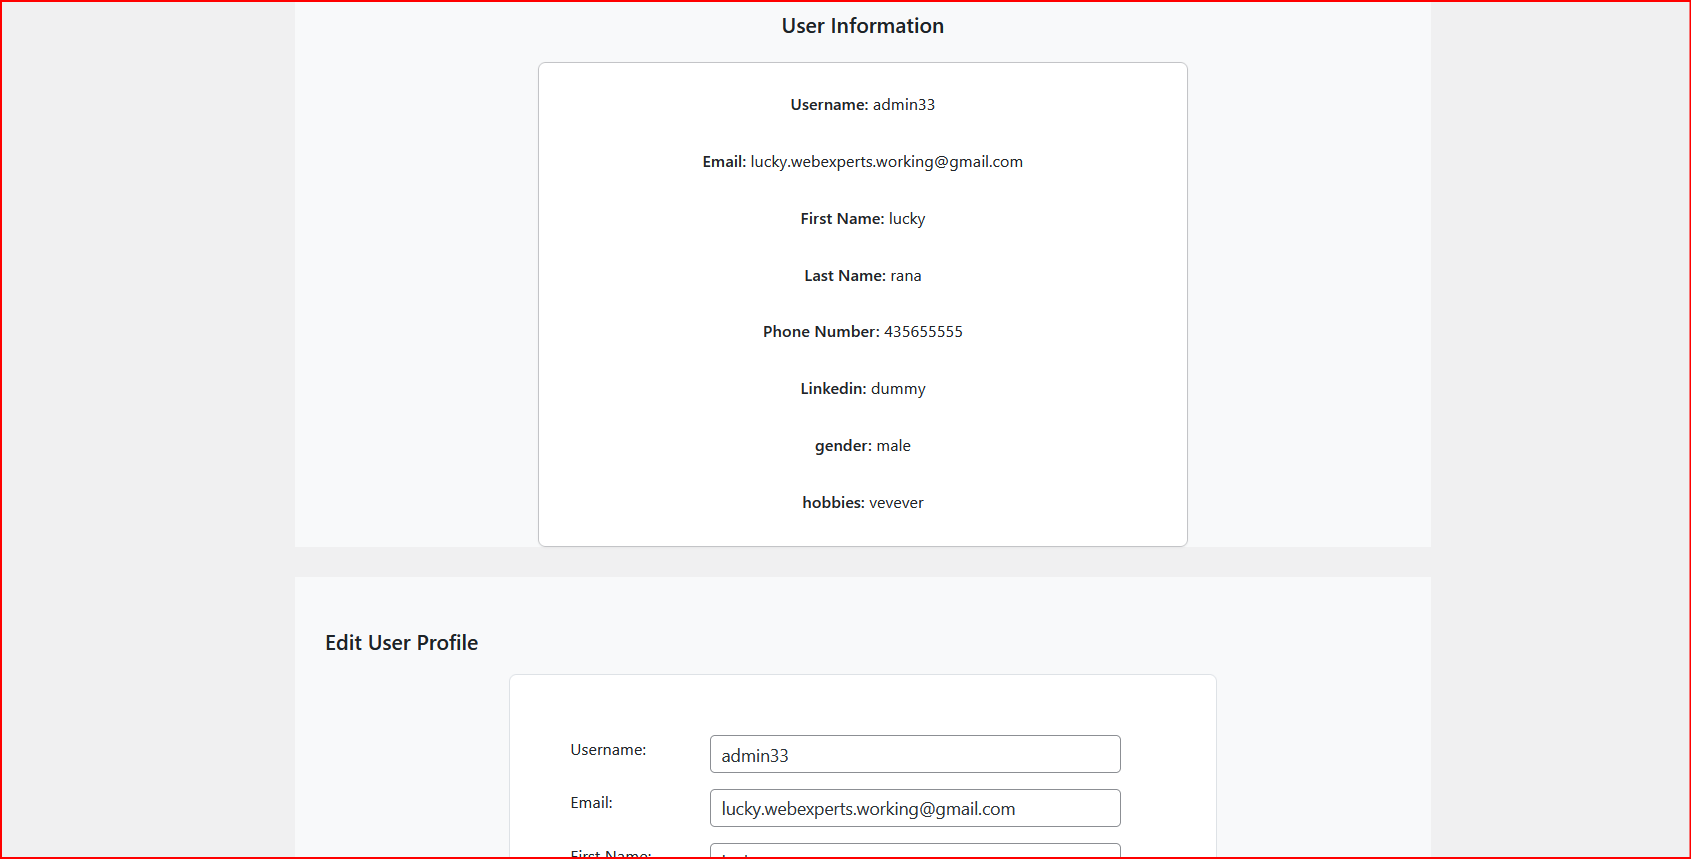 User Information
Username: admin33
Email: lucky.webexperts.working@gmail.com
First Name: lucky
Last Name: rana
Phone Number: 435655555
Linkedin: dummy
gender: male
hobbies: vevever
Edit User Profile
Username: admin33
Email: lucky.webexperts.working@gmail.com
First Name: